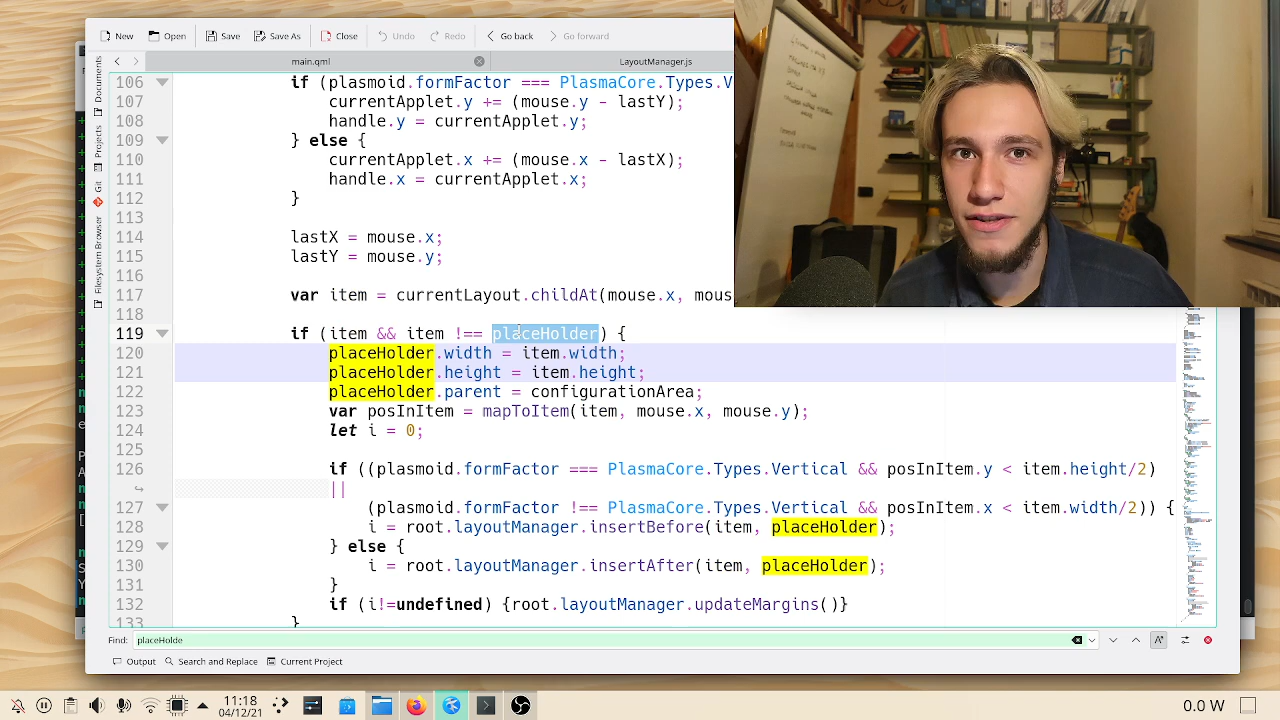 New Open Save Save As Close Undo Redo Go back Go forward
main.qml LayoutManager.js
Documents
Projects
Git
Filesystem Browser
106 if (plasmoid.formFactor === PlasmaCore.Types.V
107 currentApplet.y += (mouse.y - lastY);
108 handle.y = currentApplet.y;
109 } else {
110 currentApplet.x += (mouse.x - lastX);
111 handle.x = currentApplet.x;
112 }
113
114 lastX = mouse.x;
115 lastY = mouse.y;
116
117 var item = currentLayout.childAt(mouse.x, mous
118
119 if (item && item !== placeHolder) {
120 placeHolder.width = item.width;
121 placeHolder.height = item.height;
122 placeHolder.parent = configurationArea;
123 var posInItem = mapToItem(item, mouse.x, mouse.y);
124 let i = 0;
126 if ((plasmoid.formFactor === PlasmaCore.Types.Vertical && posInItem.y < item.height/2)
||
127 (plasmoid.formFactor !== PlasmaCore.Types.Vertical && posInItem.x < item.width/2)) {
128 i = root.layoutManager.insertBefore(item, placeHolder);
129 } else {
130 i = root.layoutManager.insertAfter(item, placeHolder);
131 }
132 if (i!=undefined) {root.layoutManager.updateMargins()}
133 }
Find: placeHolde
Output Search and Replace Current Project
11:18
04/12/21
0.0 W